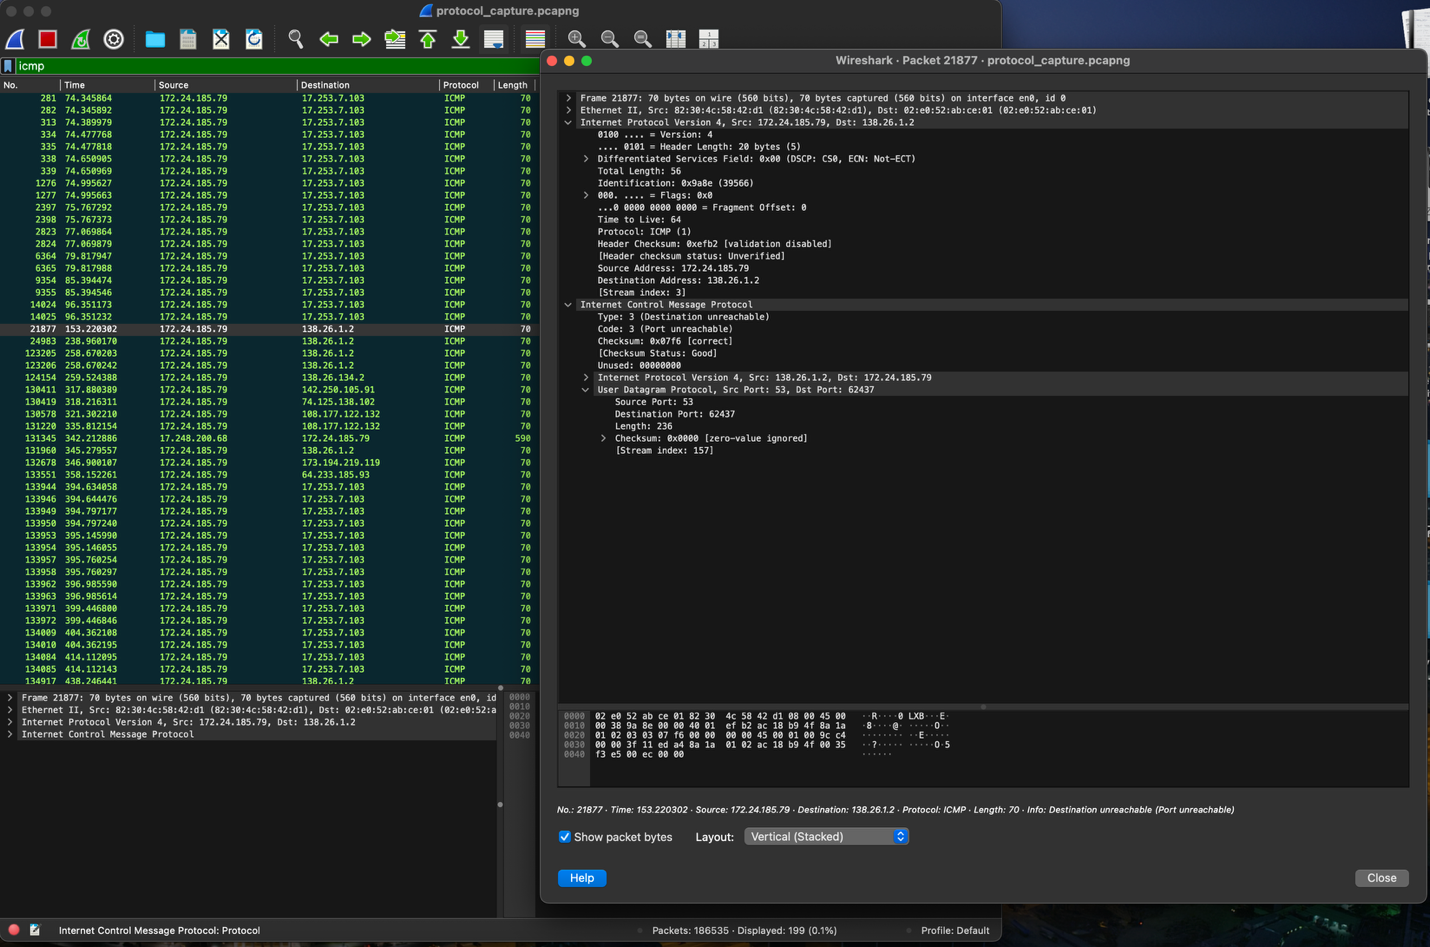 protocol_capture.pcapng
icmp
No. Time Source Destination Protocol Length
281 74.345864 172.24.185.79 17.253.7.103 ICMP 70
282 74.345892 172.24.185.79 17.253.7.103 ICMP 70
313 74.389979 172.24.185.79 17.253.7.103 ICMP 70
334 74.477768 172.24.185.79 17.253.7.103 ICMP 70
335 74.477818 172.24.185.79 17.253.7.103 ICMP 70
338 74.650905 172.24.185.79 17.253.7.103 ICMP 70
339 74.650969 172.24.185.79 17.253.7.103 ICMP 70
1276 74.995627 172.24.185.79 17.253.7.103 ICMP 70
1277 74.995663 172.24.185.79 17.253.7.103 ICMP 70
2397 75.767292 172.24.185.79 17.253.7.103 ICMP 70
2398 75.767373 172.24.185.79 17.253.7.103 ICMP 70
2823 77.069864 172.24.185.79 17.253.7.103 ICMP 70
2824 77.069879 172.24.185.79 17.253.7.103 ICMP 70
6364 79.817947 172.24.185.79 17.253.7.103 ICMP 70
6365 79.817988 172.24.185.79 17.253.7.103 ICMP 70
9354 85.394474 172.24.185.79 17.253.7.103 ICMP 70
9355 85.394546 172.24.185.79 17.253.7.103 ICMP 70
14024 96.351173 172.24.185.79 17.253.7.103 ICMP 70
14025 96.351232 172.24.185.79 17.253.7.103 ICMP 70
21877 153.220302 172.24.185.79 138.26.1.2 ICMP 70
24983 238.960170 172.24.185.79 138.26.1.2 ICMP 70
123205 258.670203 172.24.185.79 138.26.1.2 ICMP 70
123206 258.670242 172.24.185.79 138.26.1.2 ICMP 70
124154 259.524388 172.24.185.79 138.26.134.2 ICMP 70
130411 317.880389 172.24.185.79 142.250.105.91 ICMP 70
130419 318.216311 172.24.185.79 74.125.138.102 ICMP 70
130578 321.302210 172.24.185.79 108.177.122.132 ICMP 70
131220 335.812154 172.24.185.79 108.177.122.132 ICMP 70
131345 342.212886 17.248.200.68 172.24.185.79 ICMP 590
131960 345.279557 172.24.185.79 138.26.1.2 ICMP 70
132678 346.900107 172.24.185.79 173.194.219.119 ICMP 70
133551 358.152261 172.24.185.79 64.233.185.93 ICMP 70
133944 394.634058 172.24.185.79 17.253.7.103 ICMP 70
133946 394.644476 172.24.185.79 17.253.7.103 ICMP 70
133949 394.797177 172.24.185.79 17.253.7.103 ICMP 70
133950 394.797240 172.24.185.79 17.253.7.103 ICMP 70
133953 395.145990 172.24.185.79 17.253.7.103 ICMP 70
133954 395.146055 172.24.185.79 17.253.7.103 ICMP 70
133957 395.760254 172.24.185.79 17.253.7.103 ICMP 70
133958 395.760297 172.24.185.79 17.253.7.103 ICMP 70
133962 396.985590 172.24.185.79 17.253.7.103 ICMP 70
133963 396.985614 172.24.185.79 17.253.7.103 ICMP 70
133971 399.446800 172.24.185.79 17.253.7.103 ICMP 70
133972 399.446846 172.24.185.79 17.253.7.103 ICMP 70
134009 404.362108 172.24.185.79 17.253.7.103 ICMP 70
134010 404.362195 172.24.185.79 17.253.7.103 ICMP 70
134084 414.112095 172.24.185.79 17.253.7.103 ICMP 70
134085 414.112143 172.24.185.79 17.253.7.103 ICMP 70
134917 438.246441 172.24.185.79 138.26.1.2 ICMP 70
Frame 21877: 70 bytes on wire (560 bits), 70 bytes captured (560 bits) on interface en0, id
Ethernet II, Src: 82:30:4c:58:42:d1 (82:30:4c:58:42:d1), Dst: 02:e0:52:ab:ce:01 (02:e0:52:a
Internet Protocol Version 4, Src: 172.24.185.79, Dst: 138.26.1.2
Internet Control Message Protocol
0000
0010
0020
0030
0040
Internet Control Message Protocol: Protocol
Packets: 186535 · Displayed: 199 (0.1%)
Profile: Default
Wireshark · Packet 21877 · protocol_capture.pcapng
Frame 21877: 70 bytes on wire (560 bits), 70 bytes captured (560 bits) on interface en0, id 0
Ethernet II, Src: 82:30:4c:58:42:d1 (82:30:4c:58:42:d1), Dst: 02:e0:52:ab:ce:01 (02:e0:52:ab:ce:01)
Internet Protocol Version 4, Src: 172.24.185.79, Dst: 138.26.1.2
0100 .... = Version: 4
.... 0101 = Header Length: 20 bytes (5)
Differentiated Services Field: 0x00 (DSCP: CS0, ECN: Not-ECT)
Total Length: 56
Identification: 0x9a8e (39566)
000. .... = Flags: 0x0
...0 0000 0000 0000 = Fragment Offset: 0
Time to Live: 64
Protocol: ICMP (1)
Header Checksum: 0xefb2 [validation disabled]
[Header checksum status: Unverified]
Source Address: 172.24.185.79
Destination Address: 138.26.1.2
[Stream index: 3]
Internet Control Message Protocol
Type: 3 (Destination unreachable)
Code: 3 (Port unreachable)
Checksum: 0x07f6 [correct]
[Checksum Status: Good]
Unused: 00000000
Internet Protocol Version 4, Src: 138.26.1.2, Dst: 172.24.185.79
User Datagram Protocol, Src Port: 53, Dst Port: 62437
Source Port: 53
Destination Port: 62437
Length: 236
Checksum: 0x0000 [zero-value ignored]
[Stream index: 157]
0000 02 e0 52 ab ce 01 82 30 4c 58 42 d1 08 00 45 00 ··R····0 LXB···E·
0010 00 38 9a 8e 00 00 40 01 ef b2 ac 18 b9 4f 8a 1a ·8····@· ·····O··
0020 01 02 03 03 07 f6 00 00 00 00 45 00 01 00 9c c4 ········ ··E·····
0030 00 00 3f 11 ed a4 8a 1a 01 02 ac 18 b9 4f 00 35 ··?····· ·····O·5
0040 f3 e5 00 ec 00 00 ······
No.: 21877 · Time: 153.220302 · Source: 172.24.185.79 · Destination: 138.26.1.2 · Protocol: ICMP · Length: 70 · Info: Destination unreachable (Port unreachable)
Show packet bytes Layout: Vertical (Stacked)
Help
Close